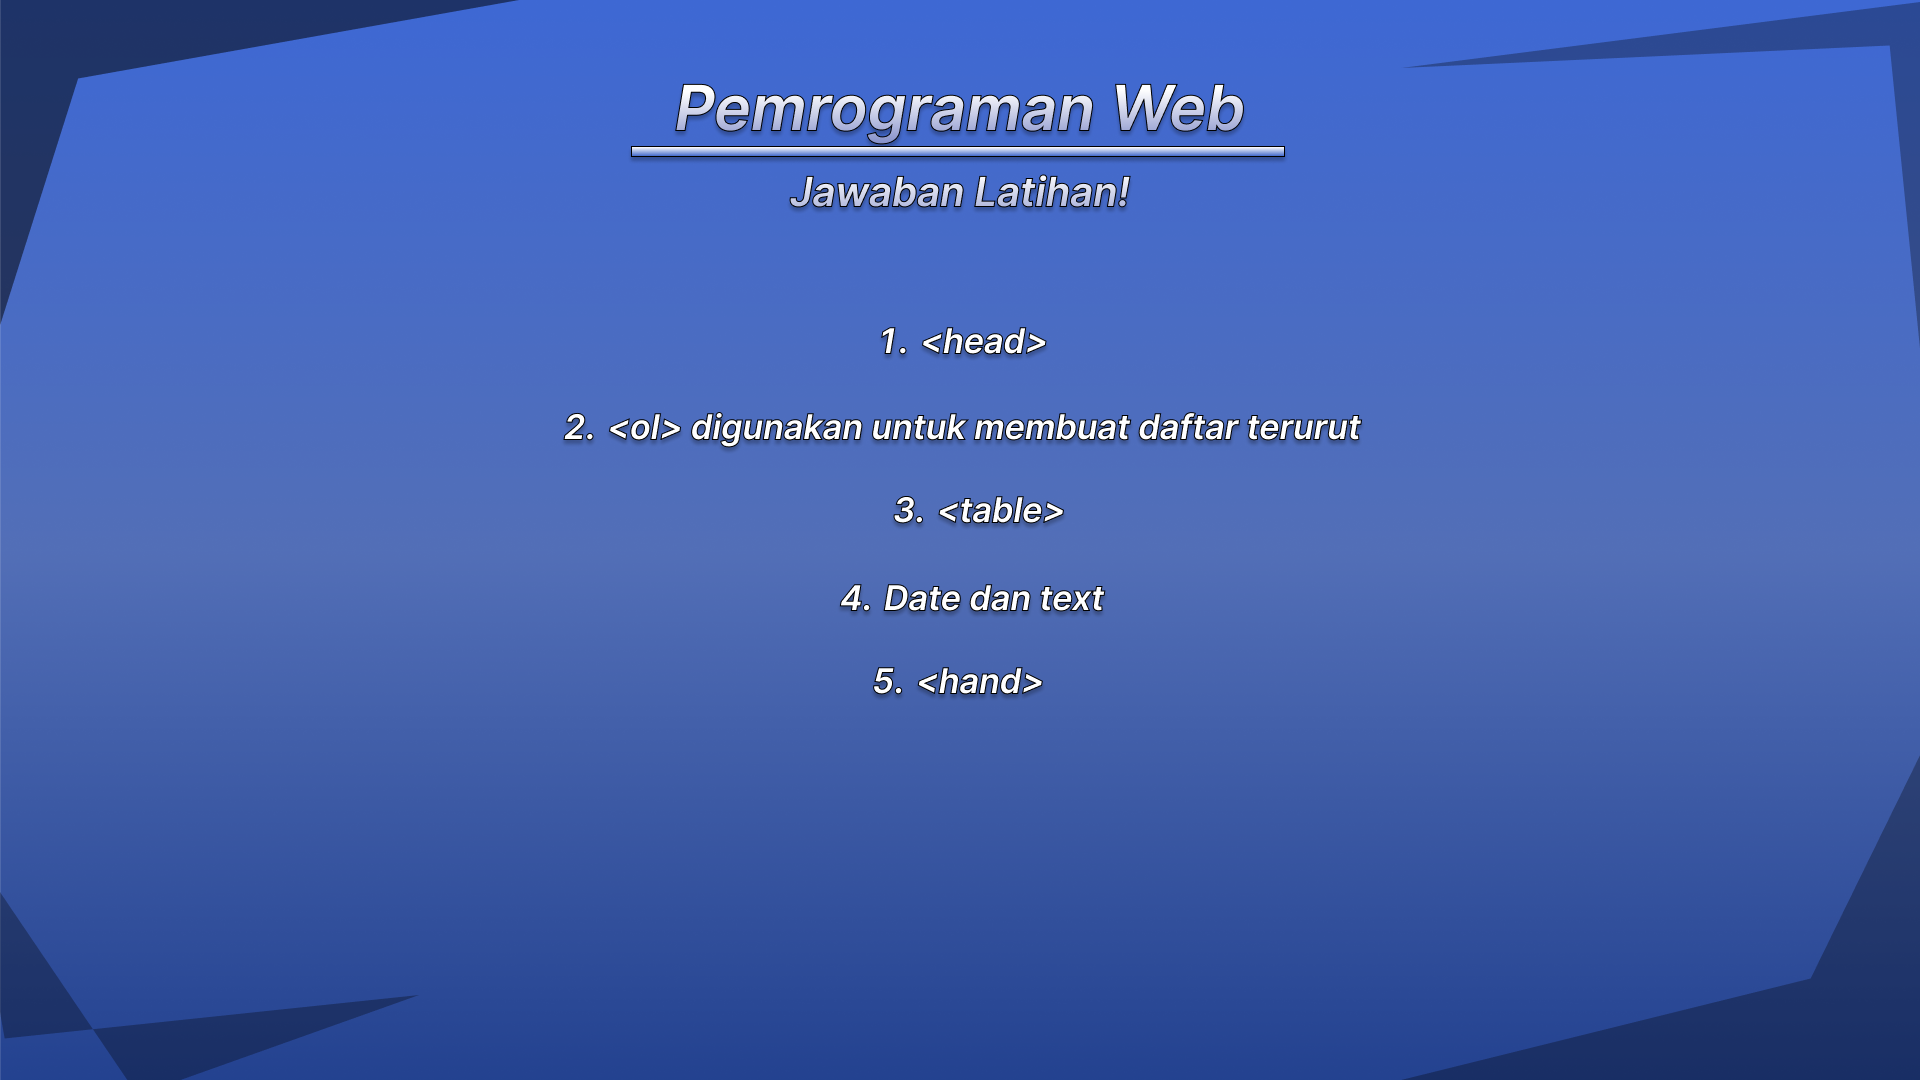 Pemrograman Web
Jawaban Latihan!
1. <head>
2. <ol> digunakan untuk membuat daftar terurut
3. <table>
4. Date dan text
5. <hand>